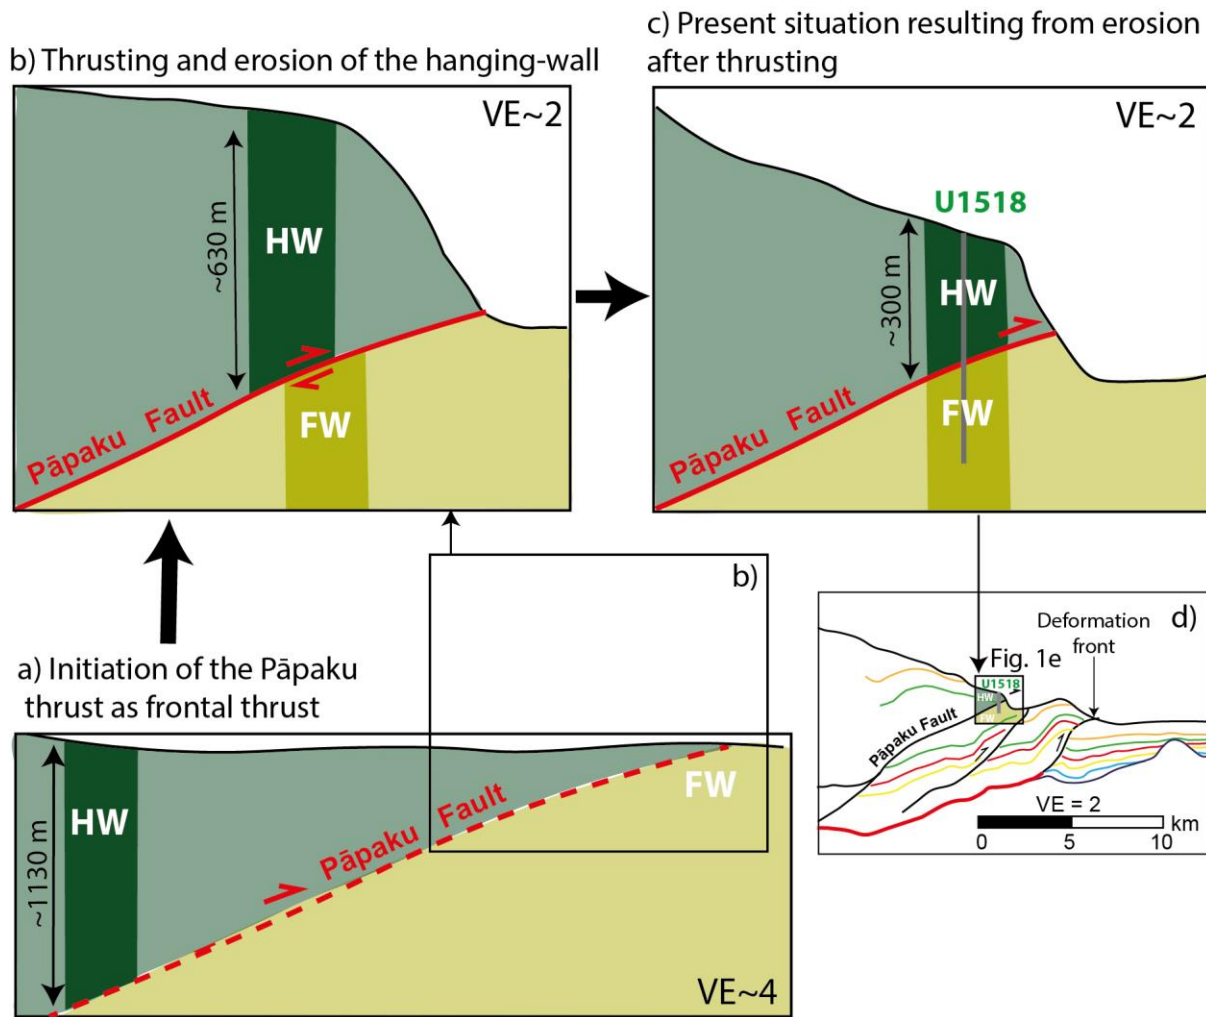 b) Thrusting and erosion of the hanging-wall
VE~2
~630 m
HW
FW
Pāpaku Fault
c) Present situation resulting from erosion
after thrusting
VE~2
U1518
~300 m
HW
FW
Pāpaku Fault
a) Initiation of the Pāpaku
thrust as frontal thrust
b)
~1130 m
HW
FW
Pāpaku Fault
VE~4
d)
Deformation
front
Fig. 1e
U1518
HW
FW
Pāpaku Fault
VE = 2
km
0 5 10